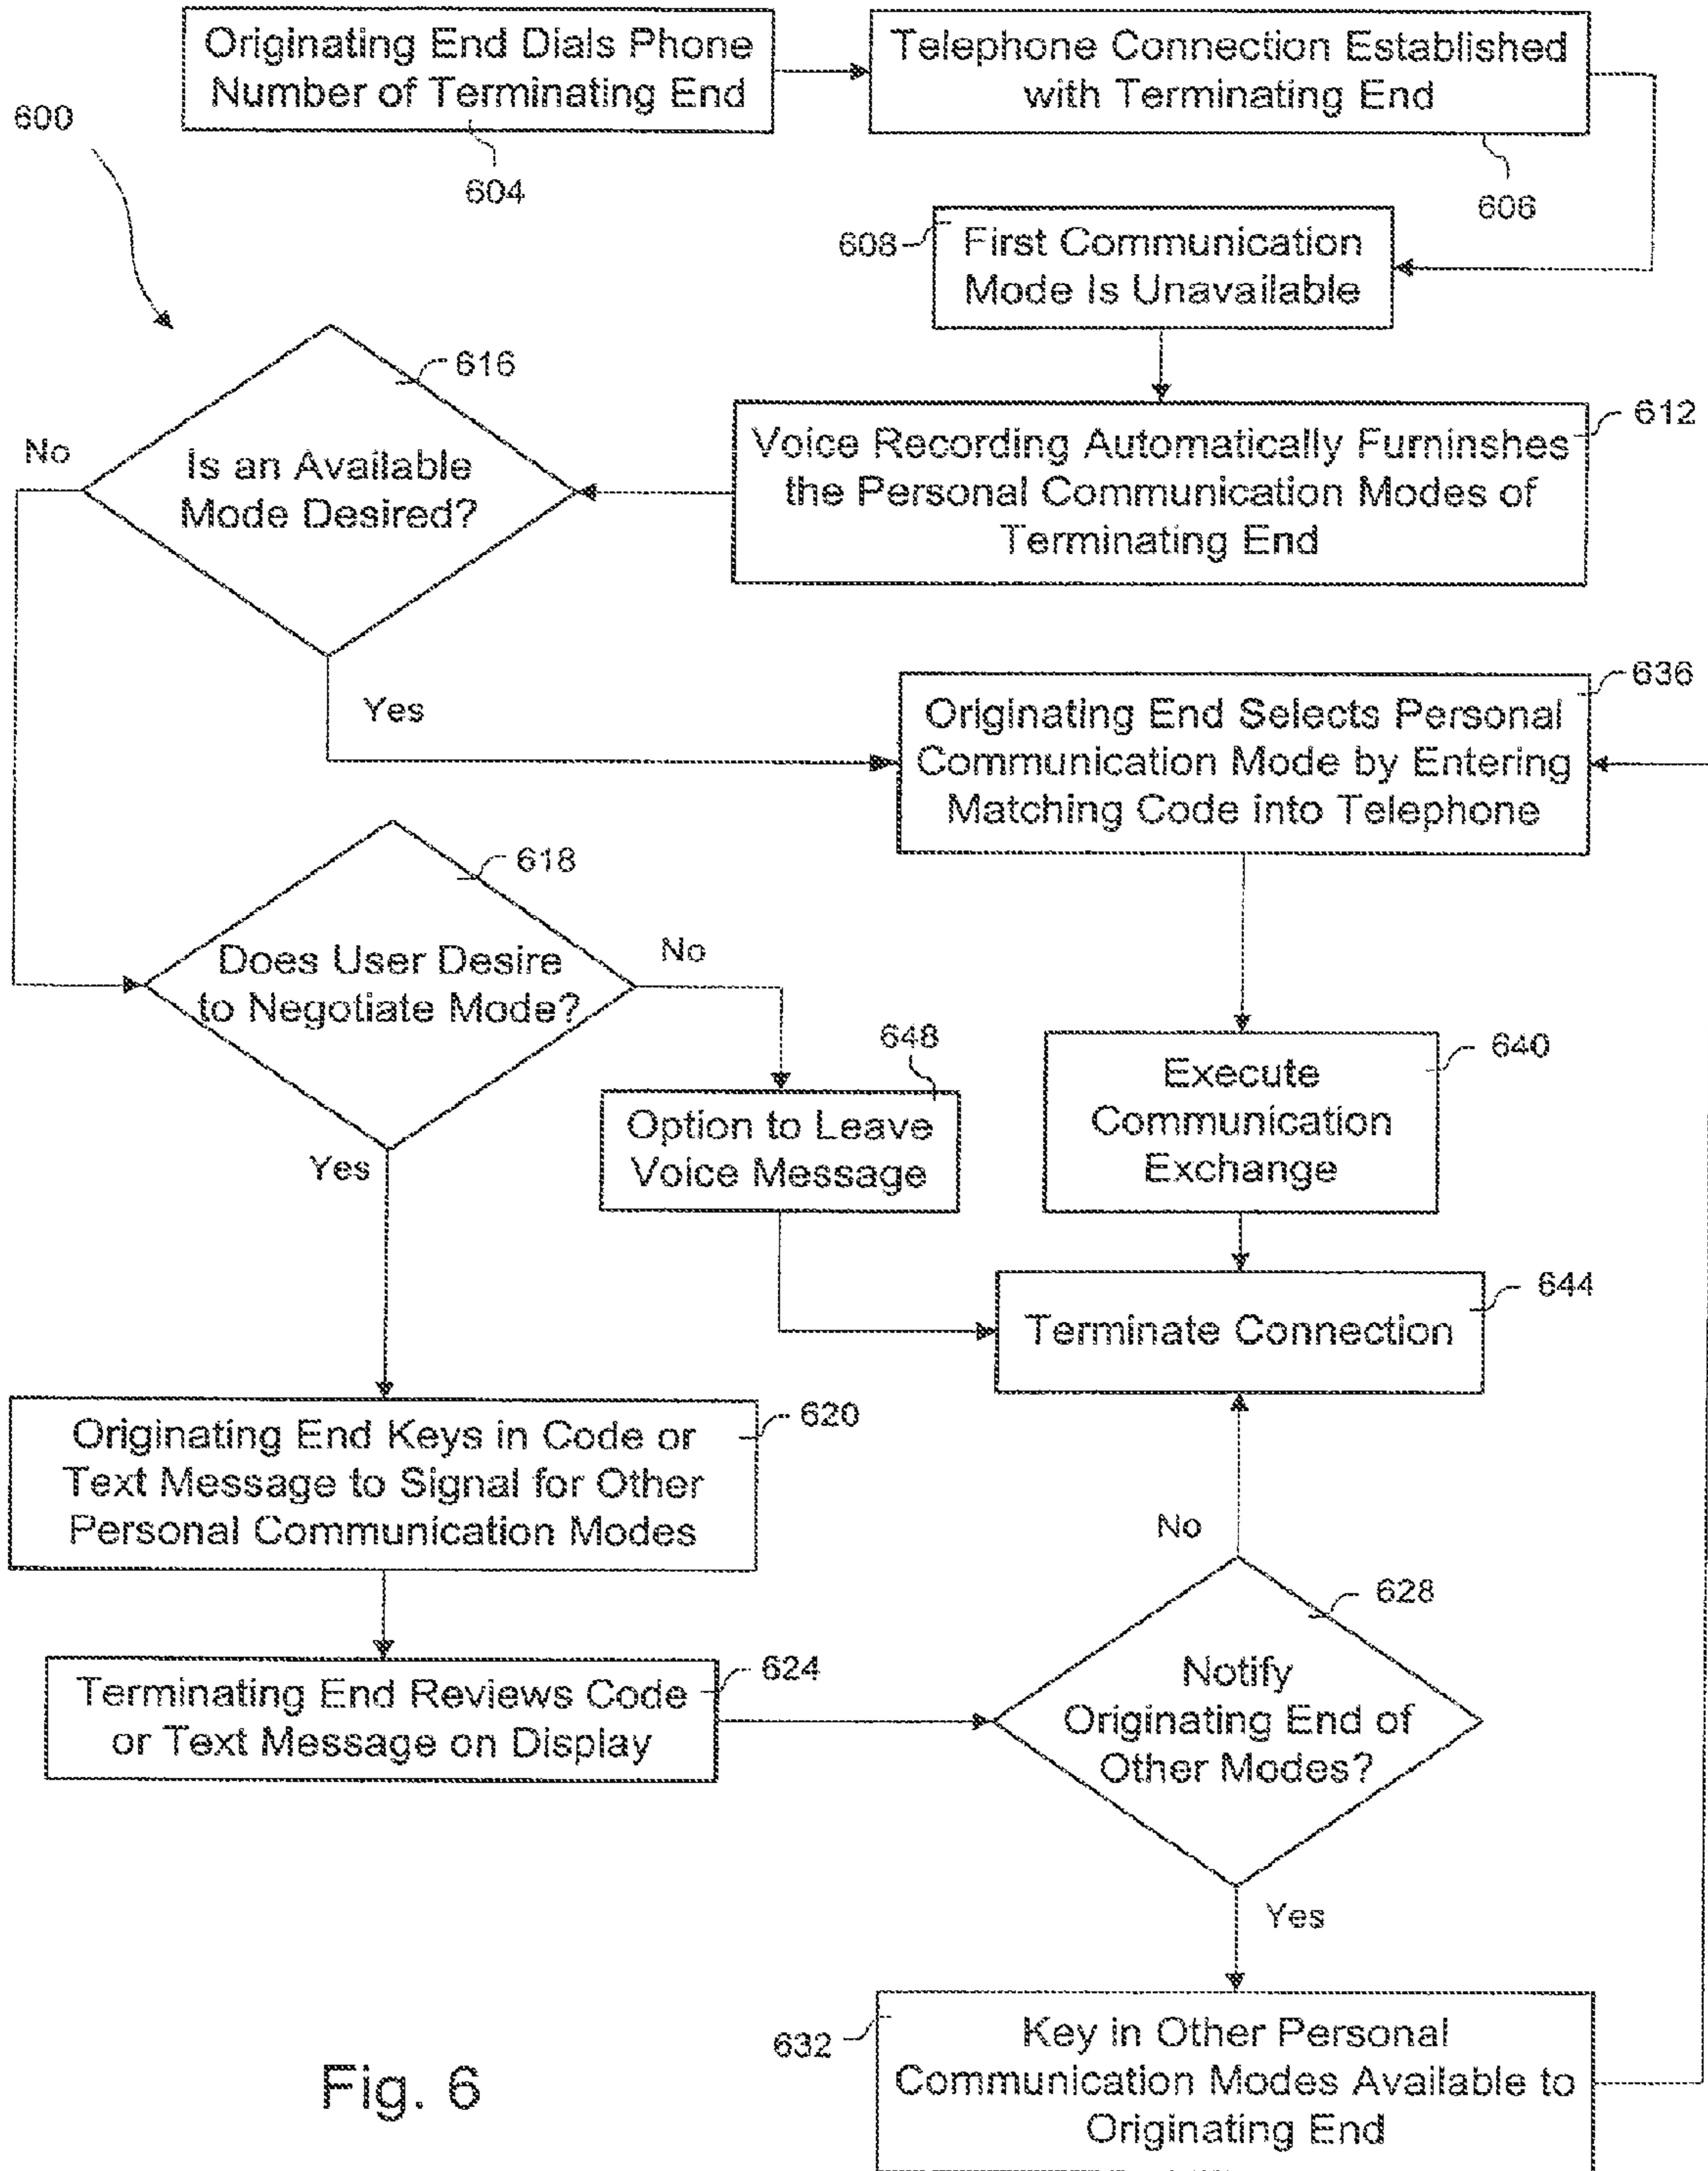 Originating End Dials Phone
Number of Terminating End
604
Telephone Connection Established
with Terminating End
606
600
608
First Communication
Mode Is Unavailable
616
Is an Available
Mode Desired?
No
Yes
612
Voice Recording Automatically Furninshes
the Personal Communication Modes of
Terminating End
636
Originating End Selects Personal
Communication Mode by Entering
Matching Code into Telephone
618
Does User Desire
to Negotiate Mode?
No
Yes
648
Option to Leave
Voice Message
640
Execute
Communication
Exchange
644
Terminate Connection
620
Originating End Keys in Code or
Text Message to Signal for Other
Personal Communication Modes
624
Terminating End Reviews Code
or Text Message on Display
No
628
Notify
Originating End of
Other Modes?
Yes
632
Key in Other Personal
Communication Modes Available to
Originating End
Fig. 6